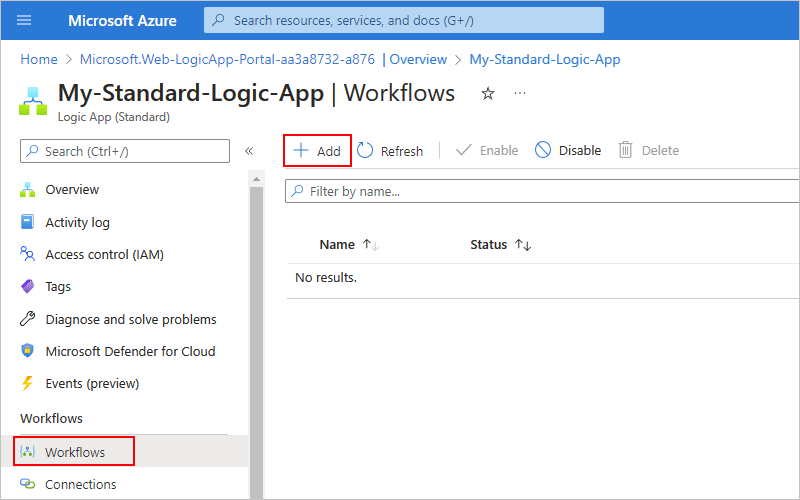 Microsoft Azure
Search resources, services, and docs (G+/)
Home > Microsoft.Web-LogicApp-Portal-aa3a8732-a876 | Overview > My-Standard-Logic-App
My-Standard-Logic-App | Workflows
Logic App (Standard)
Search (Ctrl+/)
Overview
Activity log
Access control (IAM)
Tags
Diagnose and solve problems
Microsoft Defender for Cloud
Events (preview)
Workflows
Workflows
Connections
Add Refresh Enable Disable Delete
Filter by name...
Name Status
No results.